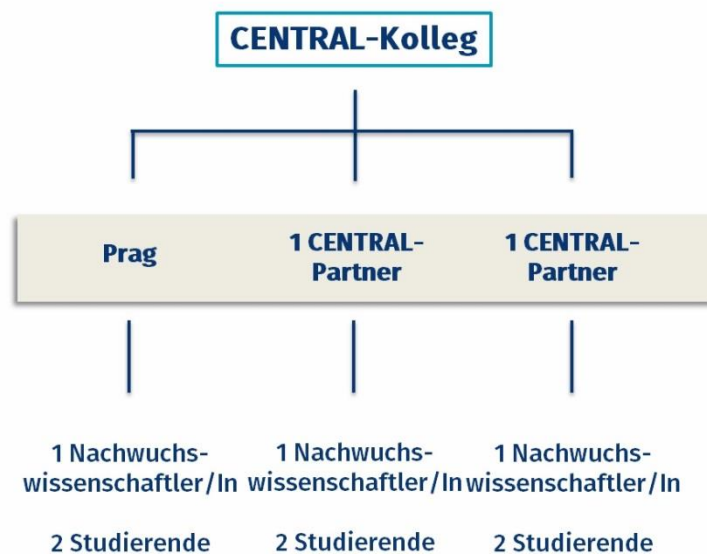 CENTRAL-Kolleg
Prag
1 CENTRAL-
Partner
1 CENTRAL-
Partner
1 Nachwuchs-
wissenschaftler/In
2 Studierende
1 Nachwuchs-
wissenschaftler/In
2 Studierende
1 Nachwuchs-
wissenschaftler/In
2 Studierende